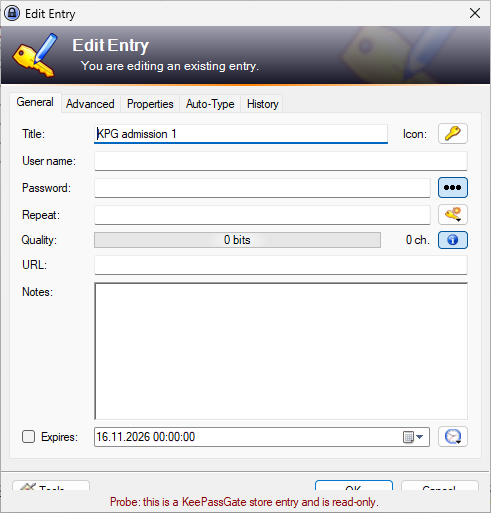 Edit Entry
Edit Entry
You are editing an existing entry.
General Advanced Properties Auto-Type History
Title: KPG admission 1 Icon:
User name:
Password:
Repeat:
Quality: 0 bits 0 ch.
URL:
Notes:
Expires: 16.11.2026 00:00:00
Tools OK Cancel
Probe: this is a KeePassGate store entry and is read-only.